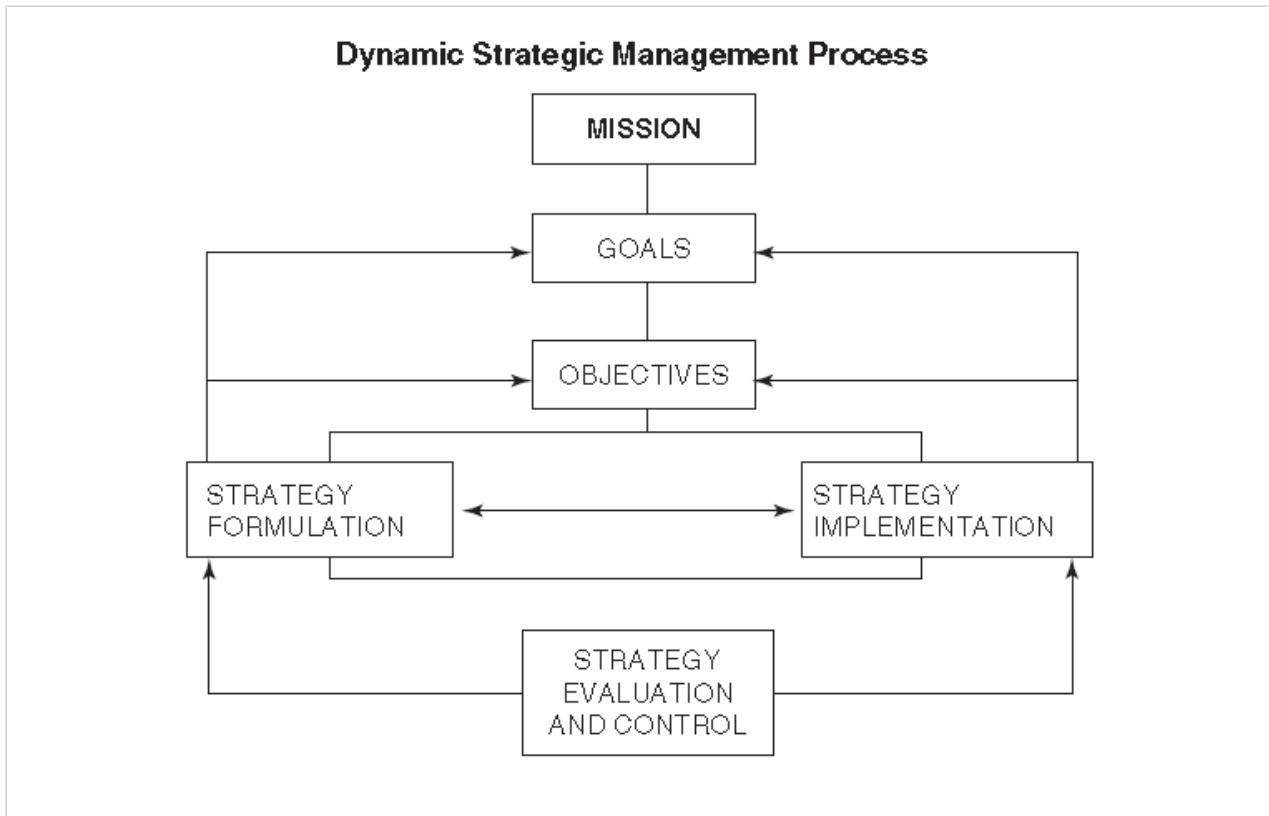 Dynamic Strategic Management Process
MISSION
GOALS
OBJECTIVES
STRATEGY
FORMULATION
STRATEGY
IMPLEMENTATION
STRATEGY
EVALUATION
AND CONTROL